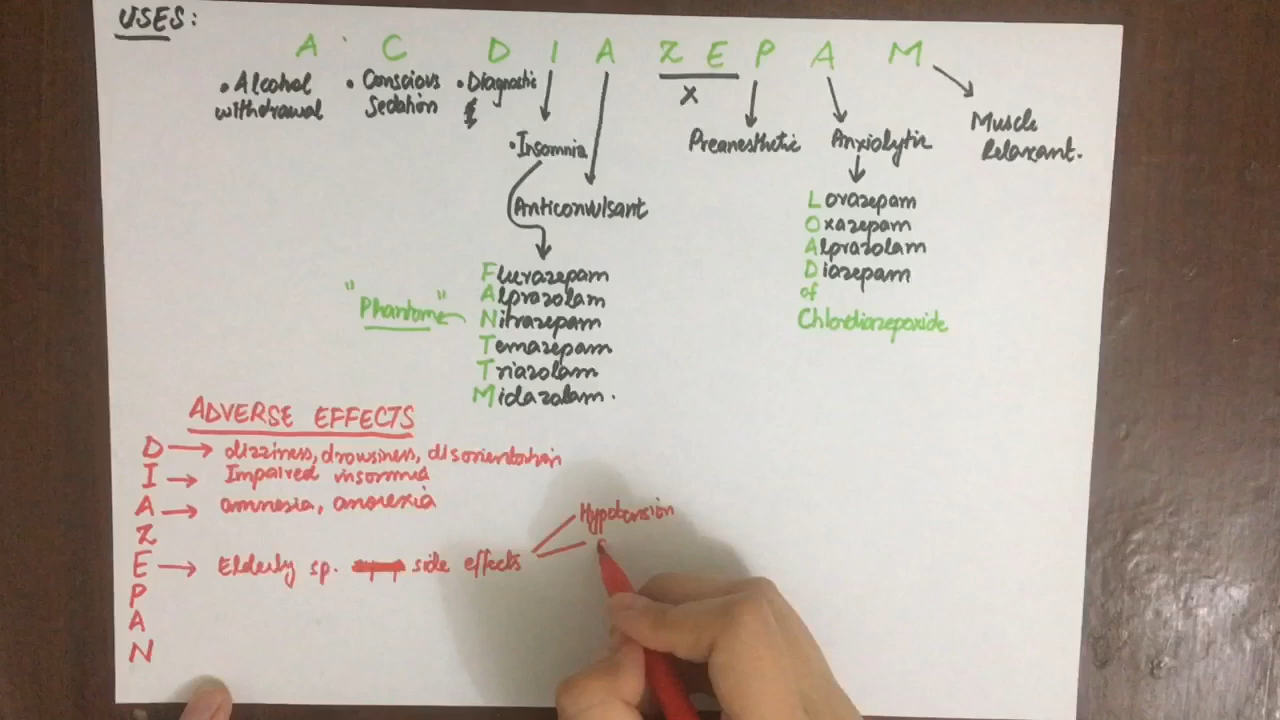 USES:
A C D I A Z E P A M
• Alcohol withdrawal
• Conscious Sedation
• Diagnostic
X
• Insomnia
Anticonvulsant
Preanesthetic
Anxiolytic
Muscle Relaxant.
Lorazepam
Oxazepam
Alprazolam
Diazepam
of
Chlordiazepoxide
"Phantome"
Flurazepam
Alprazolam
Nitrazepam
Temazepam
Triazolam
Midazolam.
ADVERSE EFFECTS
D → dizziness, drowsiness, disorientation
I → Impaired insomnia
A → amnesia, anorexia
Z
E → Elderly sp. side effects
Hypotension
P
A
N